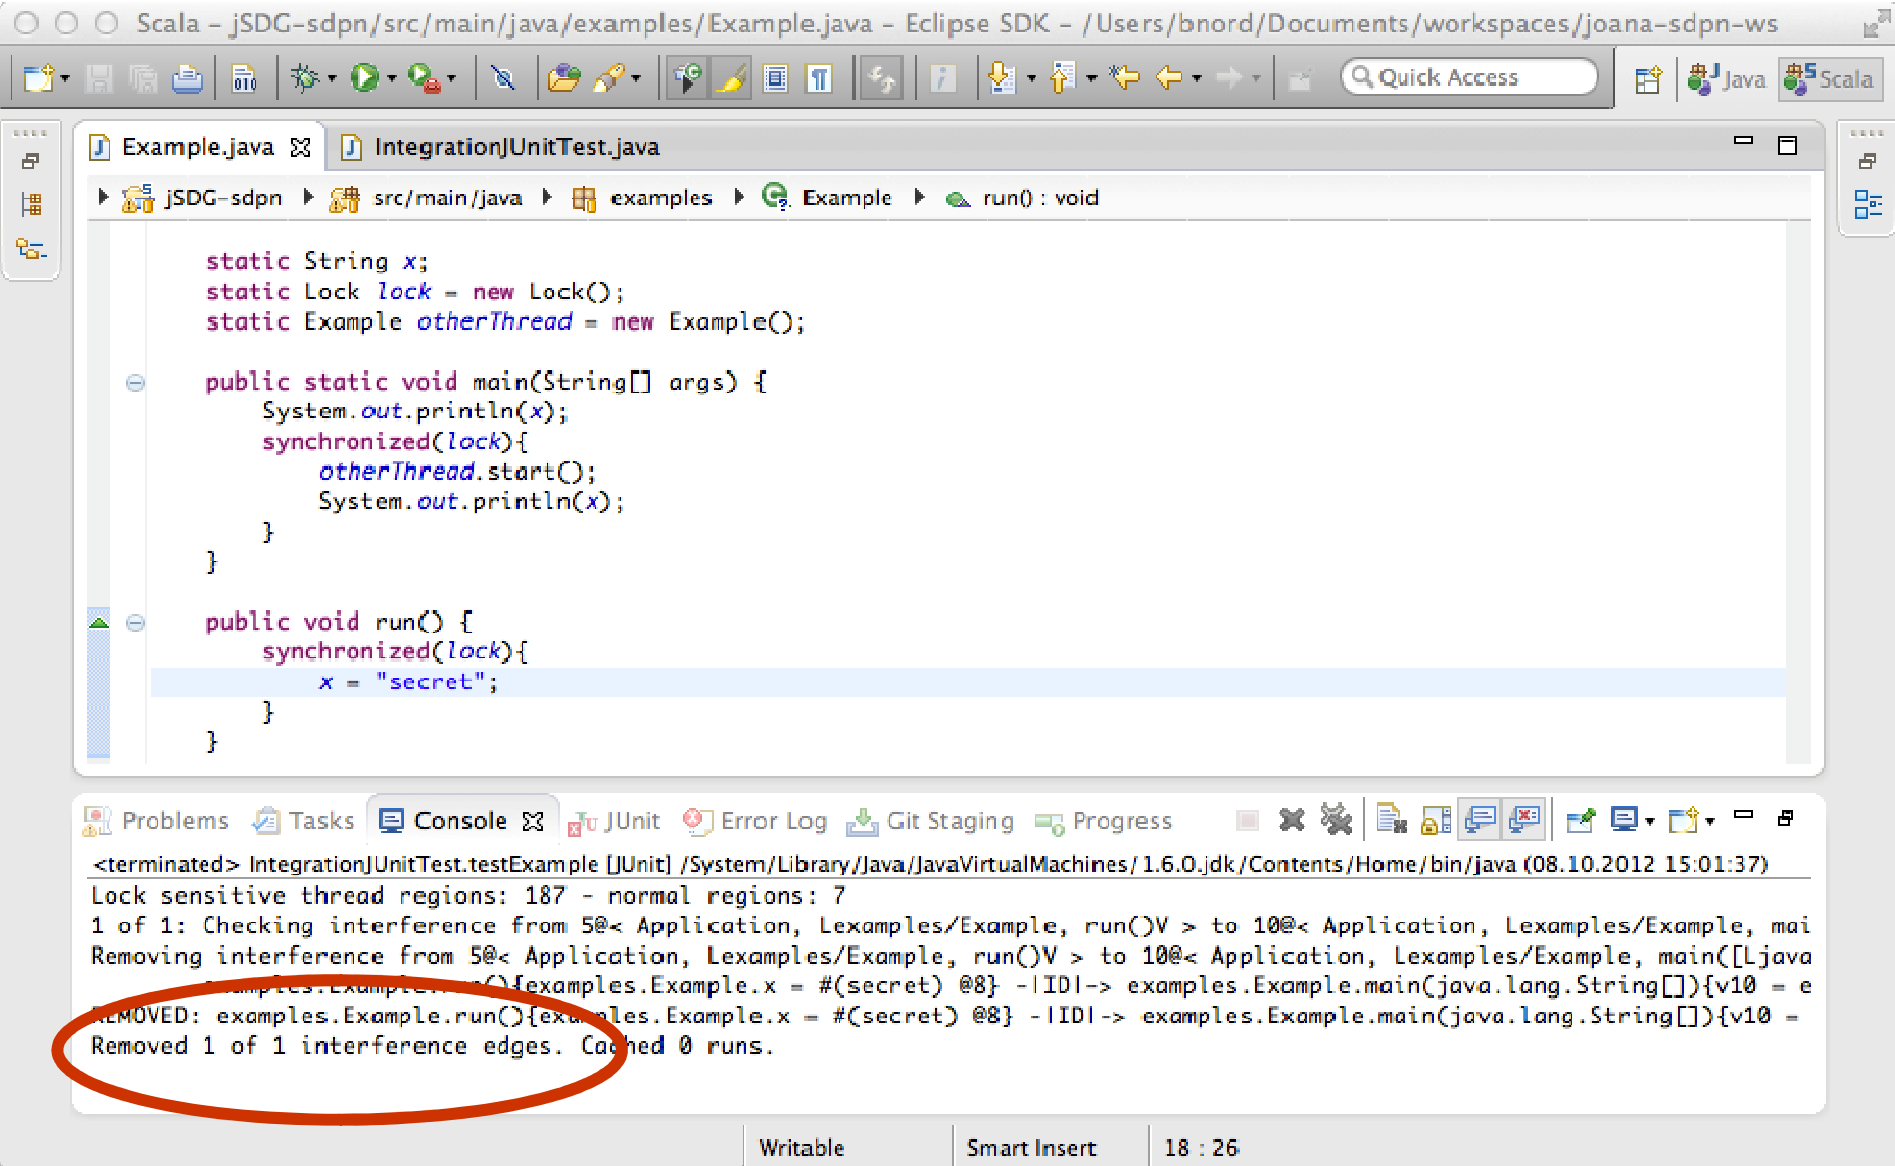 Scala – jSDG-sdpn/src/main/java/examples/Example.java – Eclipse SDK – /Users/bnord/Documents/workspaces/joana-sdpn-ws
010 Quick Access Java Scala
Example.java IntegrationJUnitTest.java
jSDG-sdpn src/main/java examples Example run() : void
static String x;
static Lock lock = new Lock();
static Example otherThread = new Example();
public static void main(String[] args) {
System.out.println(x);
synchronized(lock){
otherThread.start();
System.out.println(x);
}
}
public void run() {
synchronized(lock){
x = "secret";
}
}
Problems Tasks Console JUnit Error Log Git Staging Progress
<terminated> IntegrationJUnitTest.testExample [JUnit] /System/Library/Java/JavaVirtualMachines/1.6.0.jdk/Contents/Home/bin/java (08.10.2012 15:01:37)
Lock sensitive thread regions: 187 - normal regions: 7
1 of 1: Checking interference from 5@< Application, Lexamples/Example, run()V > to 10@< Application, Lexamples/Example, mai
Removing interference from 5@< Application, Lexamples/Example, run()V > to 10@< Application, Lexamples/Example, main([Ljava
examples.Example.run(){examples.Example.x = #(secret) @8} -|ID|-> examples.Example.main(java.lang.String[]){v10 = e
REMOVED: examples.Example.run(){examples.Example.x = #(secret) @8} -|ID|-> examples.Example.main(java.lang.String[]){v10 =
Removed 1 of 1 interference edges. Cached 0 runs.
Writable Smart Insert 18 : 26